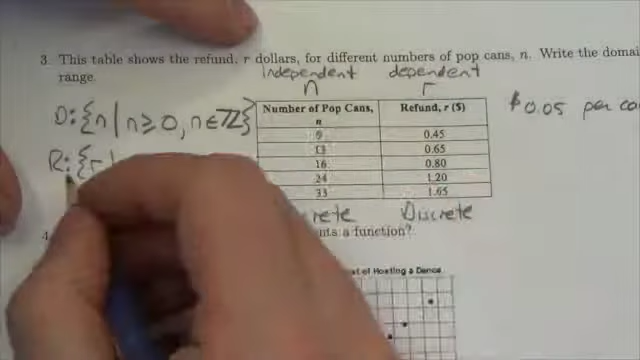 3. This table shows the refund, r dollars, for different numbers of pop cans, n. Write the domai
range.
independent dependent
n r
D:{n | n ≥ 0, n ∈ ℤ}
R:{r |
Number of Pop Cans, n Refund, r ($)
9 0.45
13 0.65
16 0.80
24 1.20
33 1.65
$0.05 per ca
crete Discrete
4.
nts a function?
st of Hosting a Dance